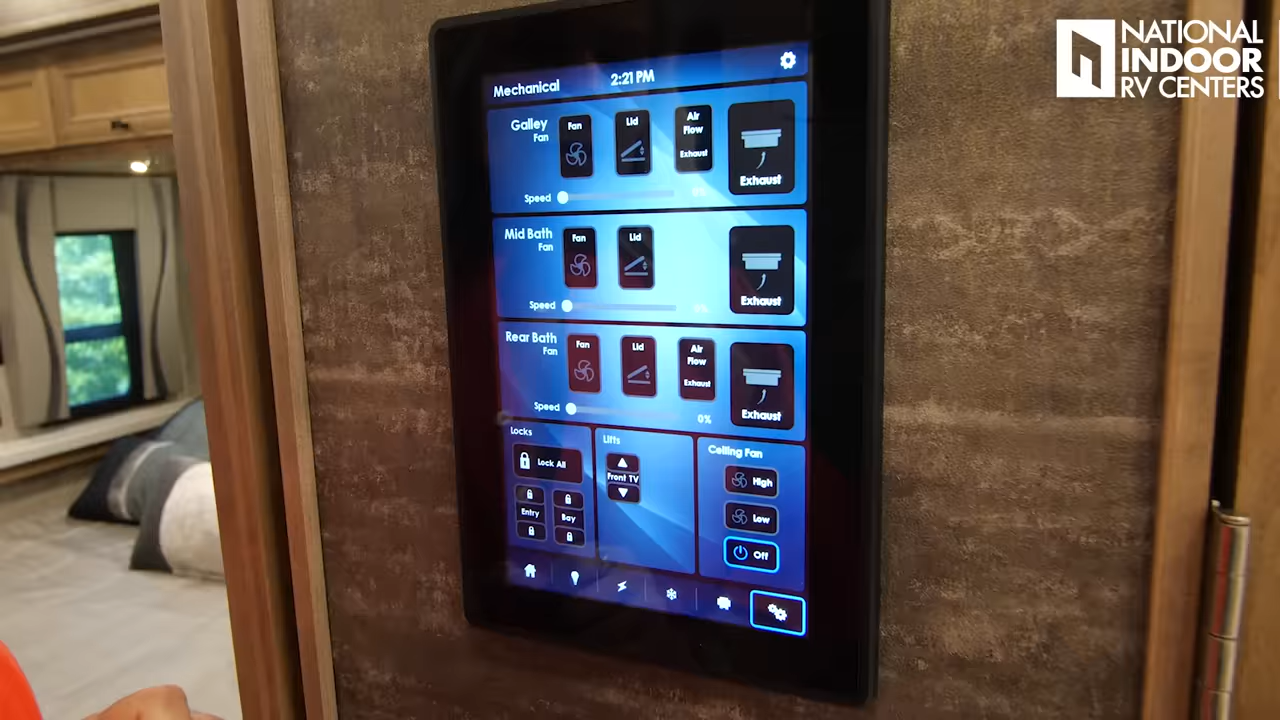 NATIONAL
INDOOR
RV CENTERS
Mechanical
2:21 PM
Galley
Fan
Fan
Lid
Air
Flow
Exhaust
Exhaust
Speed
Mid Bath
Fan
Fan
Lid
Exhaust
Speed
Rear Bath
Fan
Fan
Lid
Air
Flow
Exhaust
Exhaust
Speed
0%
Locks
Lock All
Entry
Bay
Lifts
Front TV
Ceiling Fan
High
Low
Off